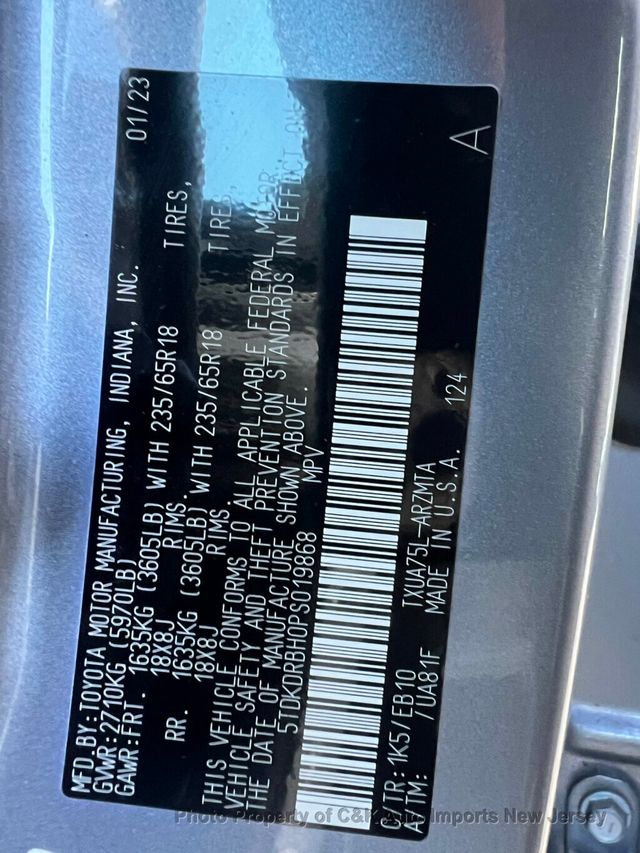 MFD.BY:TOYOTA MOTOR MANUFACTURING, INDIANA, INC. 01/23
GVWR:2710KG (5970LB)
GAWR:FRT. 1635KG (3605LB) WITH 235/65R18 TIRES,
18X8J RIMS.
RR. 1635KG (3605LB) WITH 235/65R18 TIRES,
18X8J RIMS.
THIS VEHICLE CONFORMS TO ALL APPLICABLE FEDERAL MOTOR
VEHICLE SAFETY AND THEFT PREVENTION STANDARDS IN EFFECT ON
THE DATE OF MANUFACTURE SHOWN ABOVE.
5TDKDRBH0PS019868 MPV
A
C/TR:1K5/EB10 TXUA75L-ARZMTA 124
A/TM: /UA81F MADE IN U.S.A.
Photo Property of C&K Auto Imports New Jersey